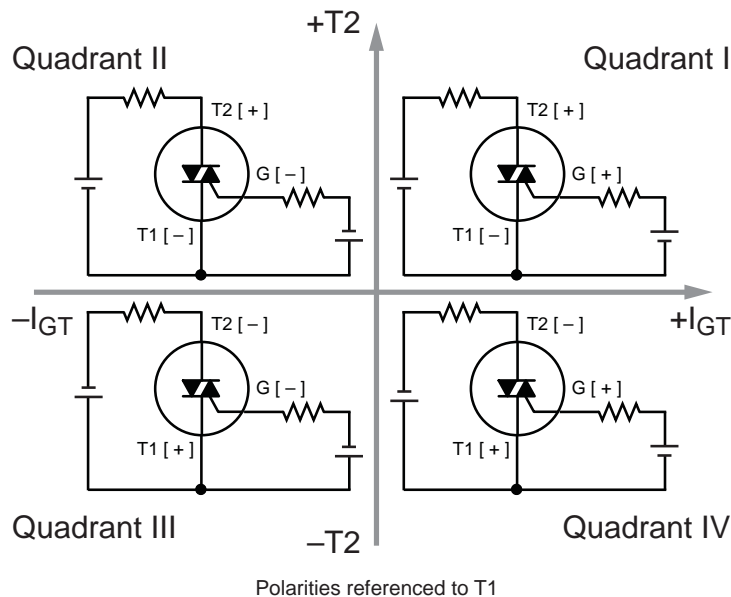 +T2
Quadrant II
Quadrant I
T2 [ + ]
G [ – ]
T1 [ – ]
T2 [ + ]
G [ + ]
T1 [ – ]
–IGT
+IGT
T2 [ – ]
G [ – ]
T1 [ + ]
T2 [ – ]
G [ + ]
T1 [ + ]
Quadrant III
Quadrant IV
–T2
Polarities referenced to T1